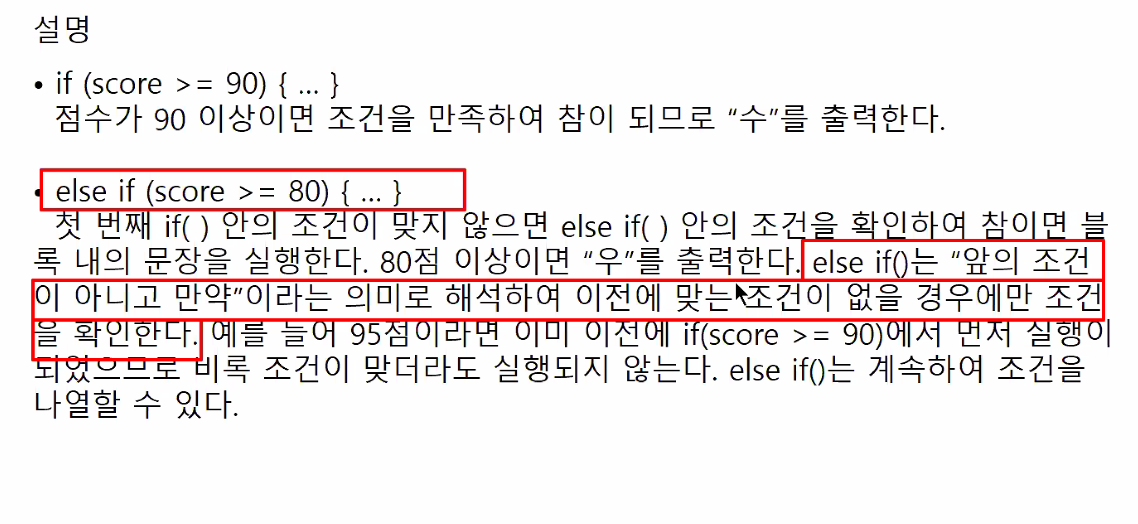 설명
• if (score >= 90) { ... }
점수가 90 이상이면 조건을 만족하여 참이 되므로 “수”를 출력한다.
• else if (score >= 80) { ... }
첫 번째 if( ) 안의 조건이 맞지 않으면 else if( ) 안의 조건을 확인하여 참이면 블
록 내의 문장을 실행한다. 80점 이상이면 “우”를 출력한다. else if()는 “앞의 조건
이 아니고 만약”이라는 의미로 해석하여 이전에 맞는 조건이 없을 경우에만 조건
을 확인한다. 예를 들어 95점이라면 이미 이전에 if(score >= 90)에서 먼저 실행이
되었으므로 비록 조건이 맞더라도 실행되지 않는다. else if()는 계속하여 조건을
나열할 수 있다.